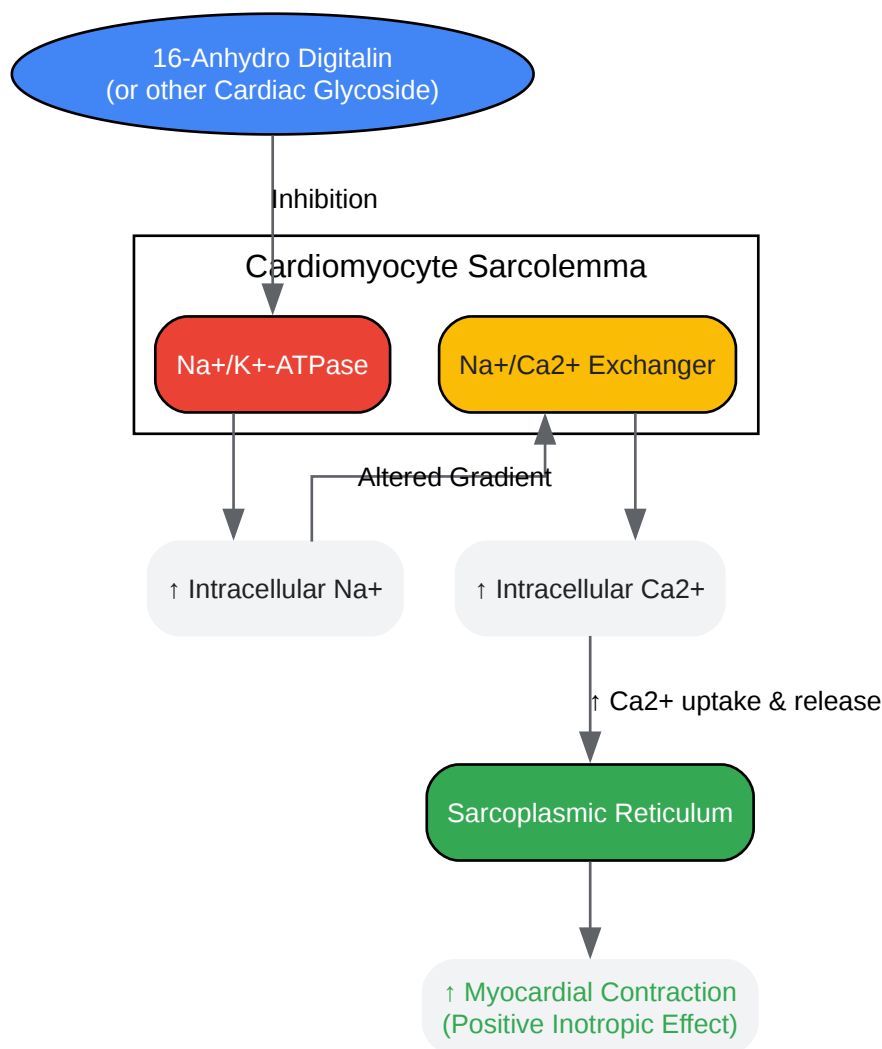 16-Anhydro Digitalin
(or other Cardiac Glycoside)
Inhibition
Cardiomyocyte Sarcolemma
Na+/K+-ATPase
Na+/Ca2+ Exchanger
Altered Gradient
↑ Intracellular Na+
↑ Intracellular Ca2+
↑ Ca2+ uptake & release
Sarcoplasmic Reticulum
↑ Myocardial Contraction
(Positive Inotropic Effect)